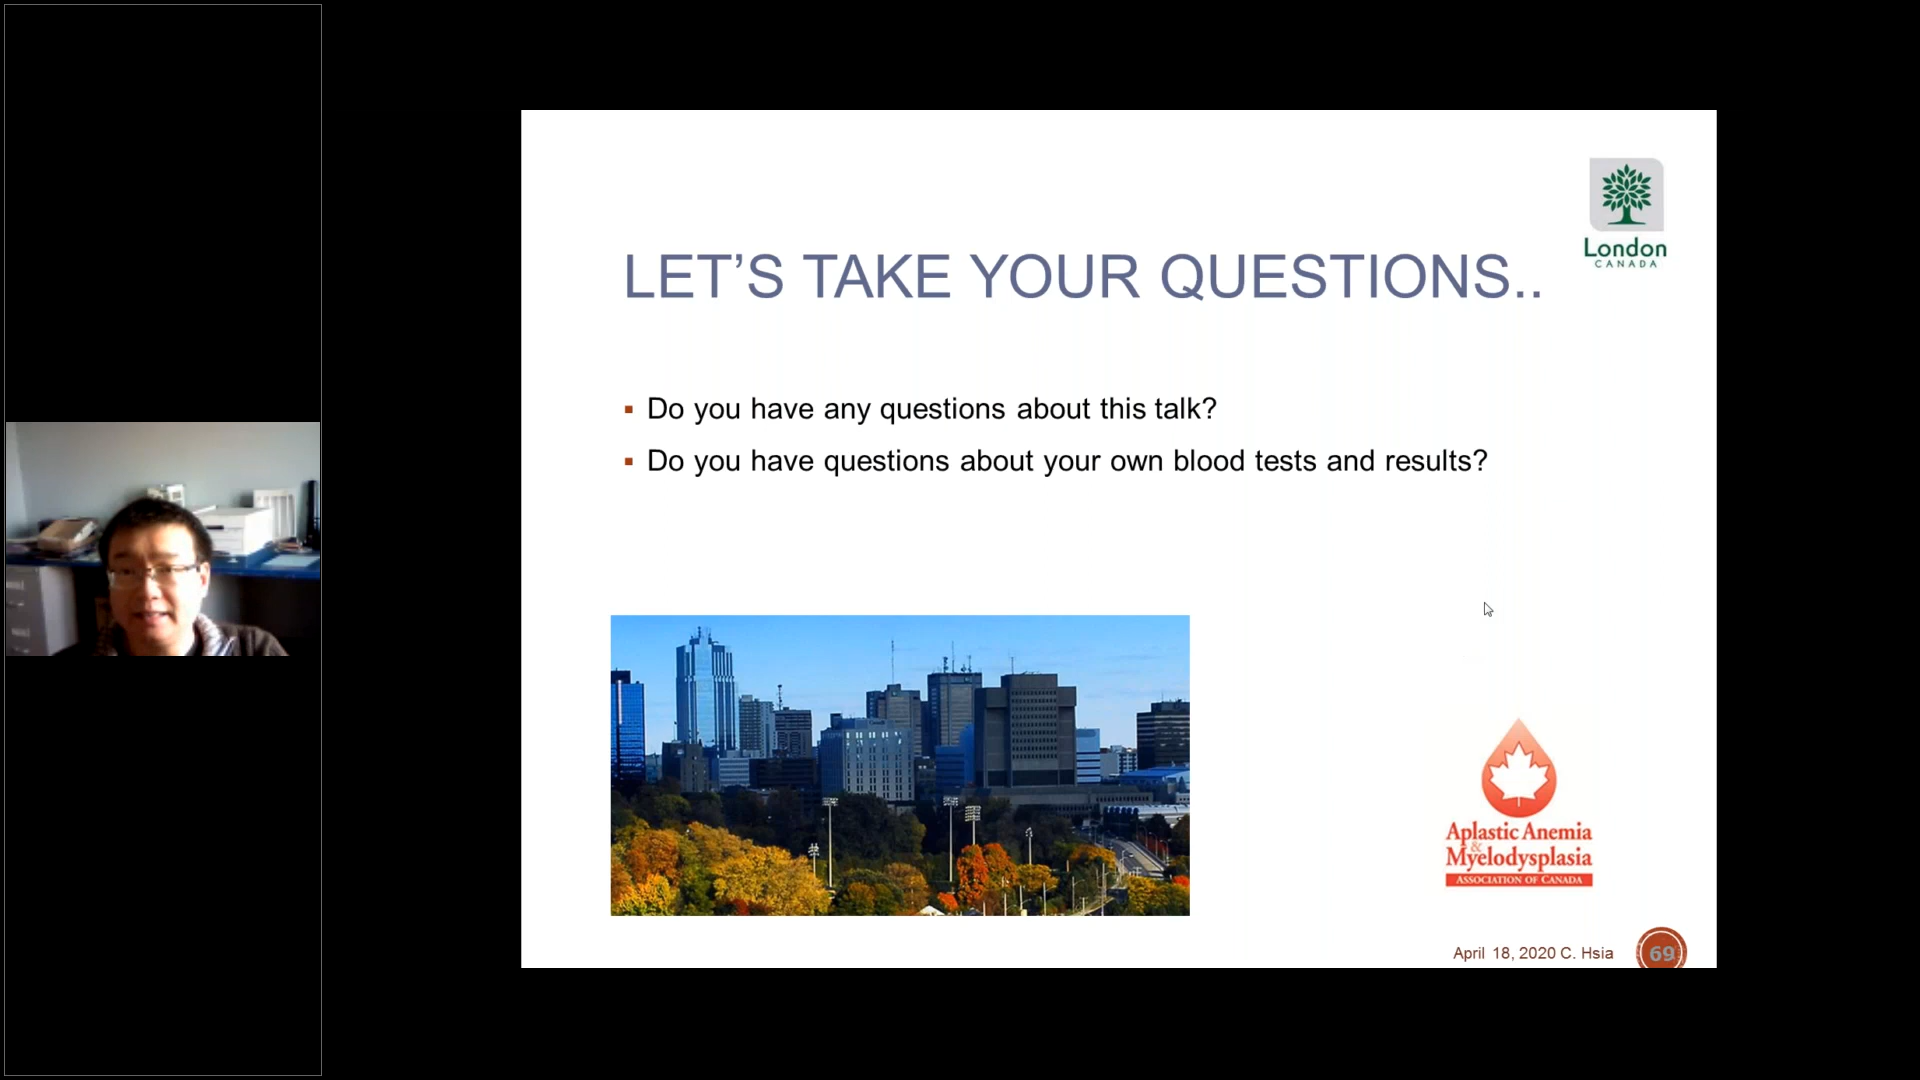 London
CANADA
LET’S TAKE YOUR QUESTIONS..
▪ Do you have any questions about this talk?
▪ Do you have questions about your own blood tests and results?
Aplastic Anemia
&
Myelodysplasia
ASSOCIATION OF CANADA
April 18, 2020 C. Hsia
69